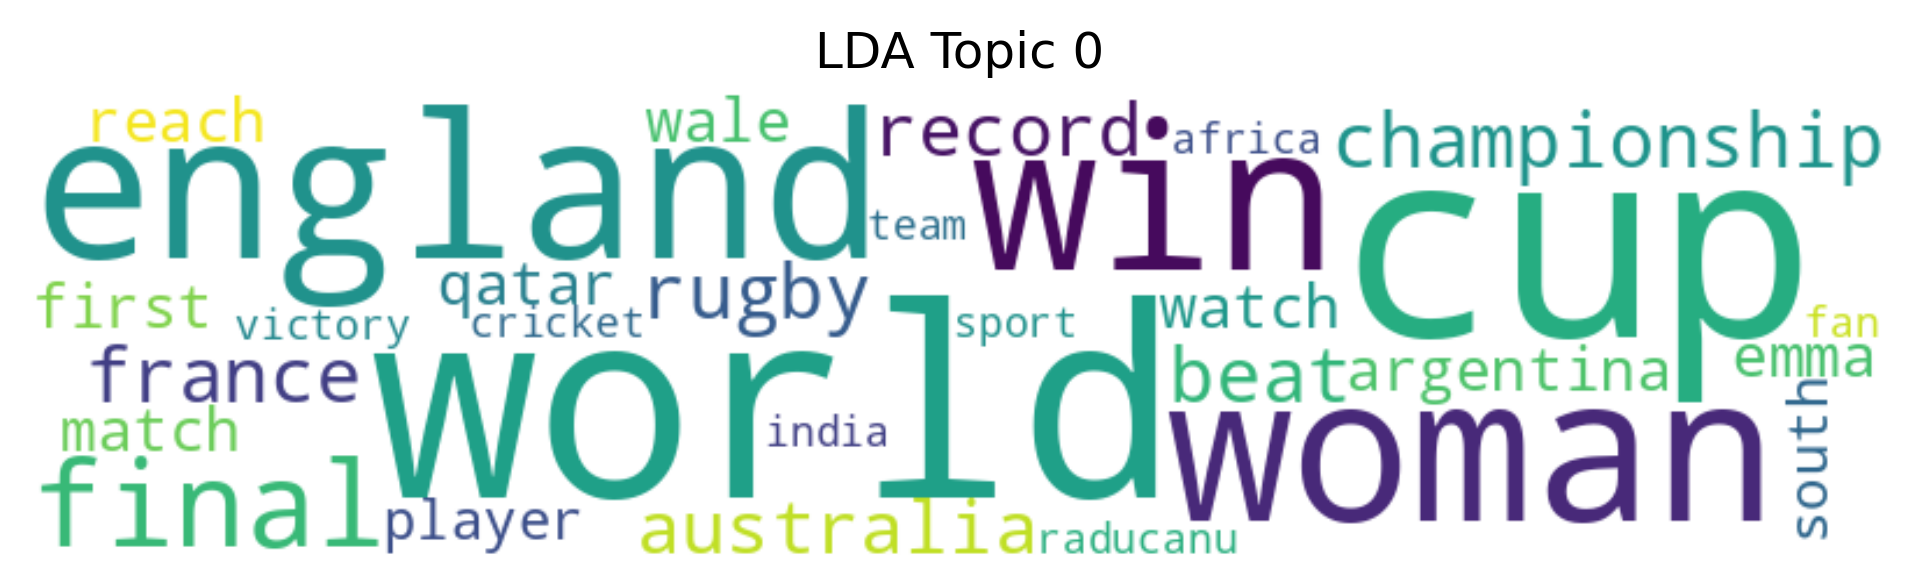 LDA Topic 0
reach
wale
record
africa
championship
england
win
cup
team
first
qatar
rugby
victory
cricket
sport
watch
fan
france
world
beat
argentina
emma
match
india
woman
south
final
player
australia
raducanu